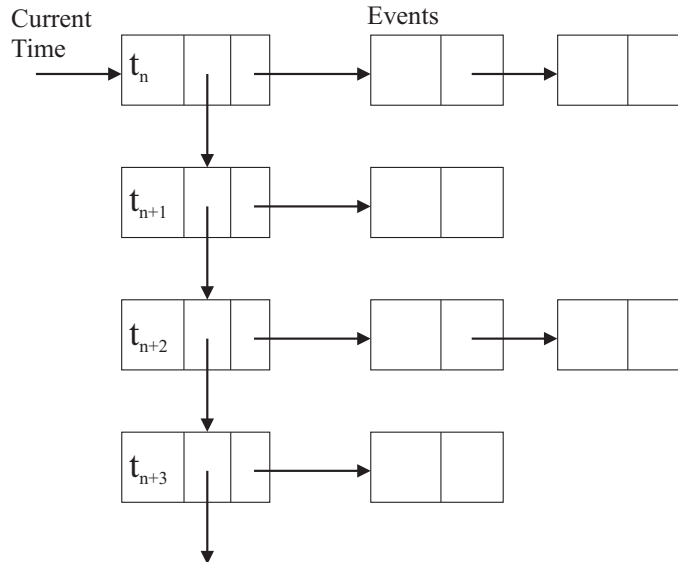 Current
Time
Events
tₙ
tₙ₊₁
tₙ₊₂
tₙ₊₃